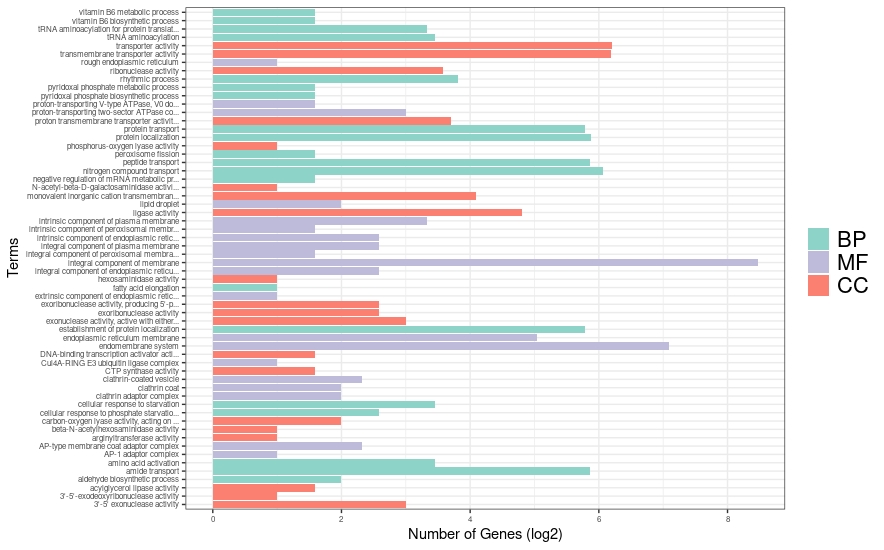 vitamin B6 metabolic process
vitamin B6 biosynthetic process
tRNA aminoacylation for protein translat...
tRNA aminoacylation
transporter activity
transmembrane transporter activity
rough endoplasmic reticulum
ribonuclease activity
rhythmic process
pyridoxal phosphate metabolic process
pyridoxal phosphate biosynthetic process
proton-transporting V-type ATPase, V0 do...
proton-transporting two-sector ATPase co...
proton transmembrane transporter activit...
protein transport
protein localization
phosphorus-oxygen lyase activity
peroxisome fission
peptide transport
nitrogen compound transport
negative regulation of mRNA metabolic pr...
N-acetyl-beta-D-galactosaminidase activi...
monovalent inorganic cation transmembran...
lipid droplet
ligase activity
intrinsic component of plasma membrane
intrinsic component of peroxisomal membr...
intrinsic component of endoplasmic retic...
integral component of plasma membrane
integral component of peroxisomal membra...
integral component of membrane
integral component of endoplasmic reticu...
hexosaminidase activity
fatty acid elongation
extrinsic component of endoplasmic retic...
exoribonuclease activity, producing 5'-p...
exoribonuclease activity
exonuclease activity, active with either...
establishment of protein localization
endoplasmic reticulum membrane
endomembrane system
DNA-binding transcription activator acti...
Cul4A-RING E3 ubiquitin ligase complex
CTP synthase activity
clathrin-coated vesicle
clathrin coat
clathrin adaptor complex
cellular response to starvation
cellular response to phosphate starvatio...
carbon-oxygen lyase activity, acting on ...
beta-N-acetylhexosaminidase activity
arginyltransferase activity
AP-type membrane coat adaptor complex
AP-1 adaptor complex
amino acid activation
amide transport
aldehyde biosynthetic process
acylglycerol lipase activity
3'-5'-exodeoxyribonuclease activity
3'-5' exonuclease activity
Terms
0 2 4 6 8
Number of Genes (log2)
BP
MF
CC